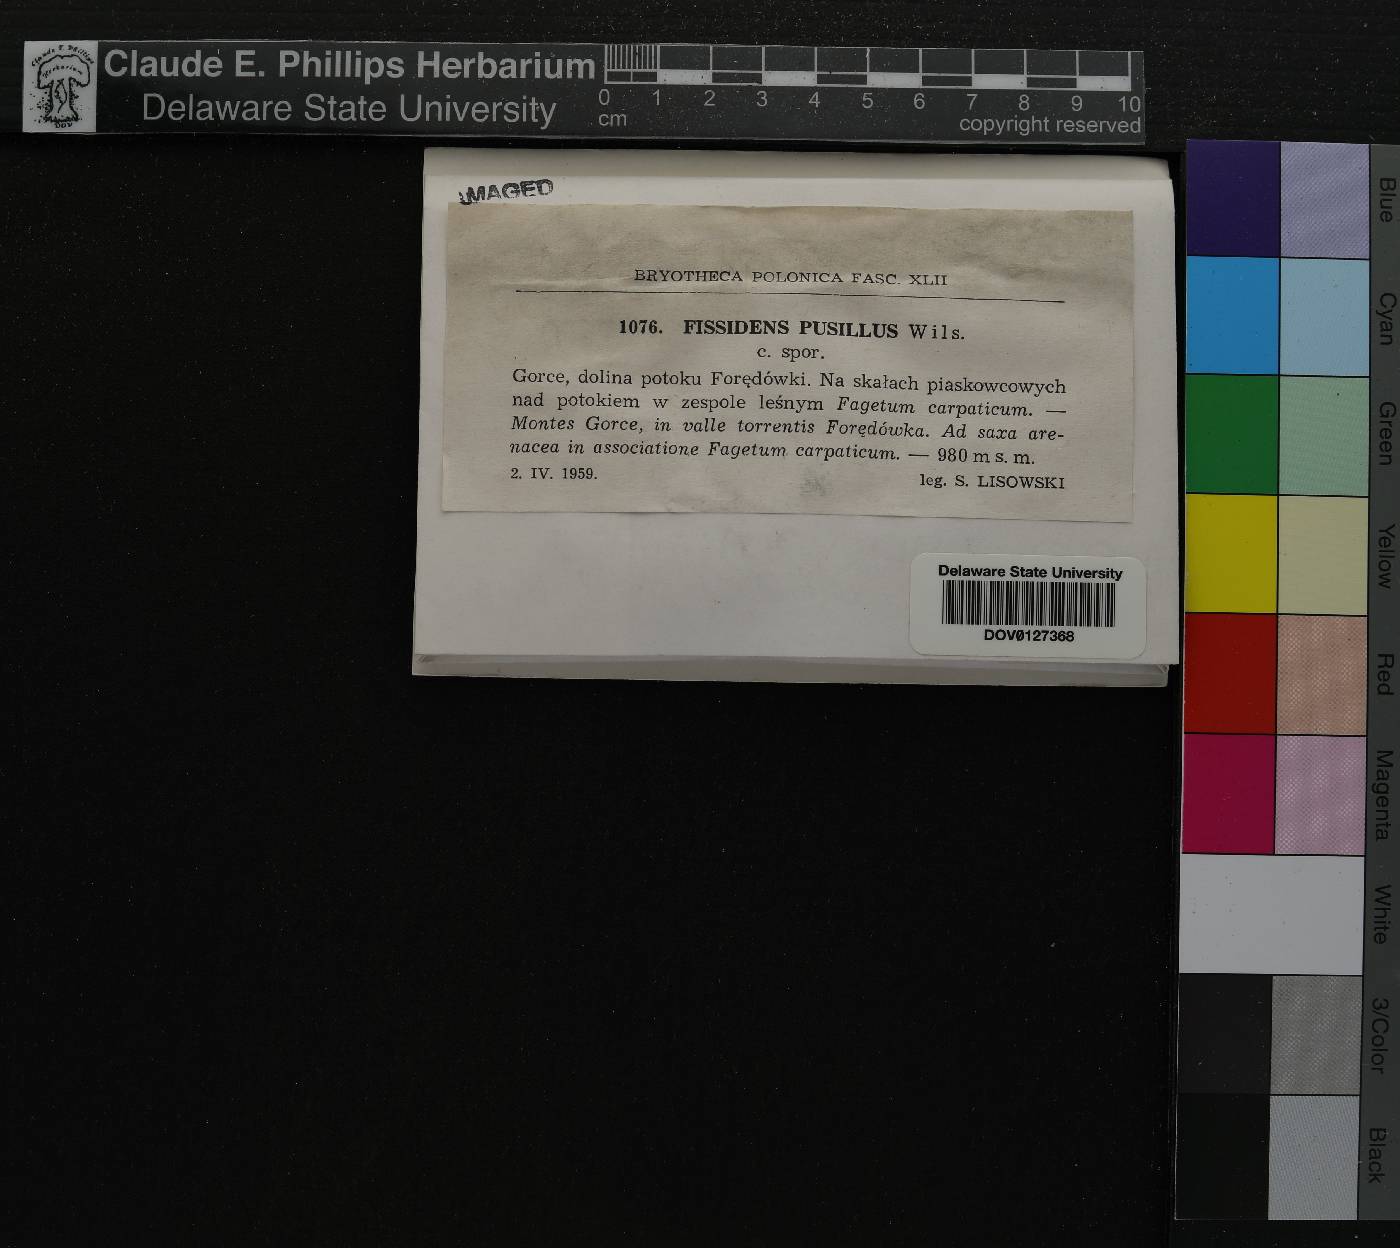 Claude E. Phillips Herbarium
Delaware State University
0 1 2 3 4 5 6 7 8 9 10
cm
copyright reserved
IMAGED
BRYOTHECA POLONICA FASC. XLII
1076. FISSIDENS PUSILLUS Wils.
c. spor.
Gorce, dolina potoku Forędówki. Na skałach piaskowcowych
nad potokiem w zespole leśnym Fagetum carpaticum. —
Montes Gorce, in valle torrentis Forędówka. Ad saxa are-
nacea in associatione Fagetum carpaticum. — 980 m s. m.
2. IV. 1959.
leg. S. LISOWSKI
Delaware State University
DOV0127368
Blue
Cyan
Green
Yellow
Red
Magenta
White
3/Color
Black